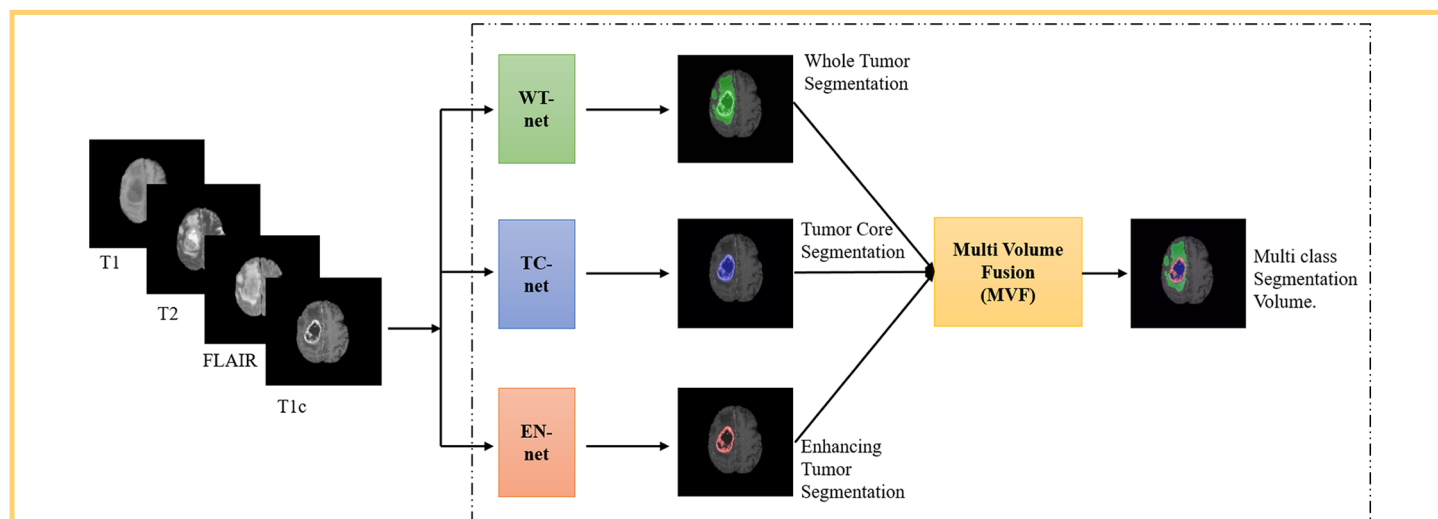 T1
T2
FLAIR
T1c
WT-
net
TC-
net
EN-
net
Whole Tumor
Segmentation
Tumor Core
Segmentation
Enhancing
Tumor
Segmentation
Multi Volume
Fusion
(MVF)
Multi class
Segmentation
Volume.